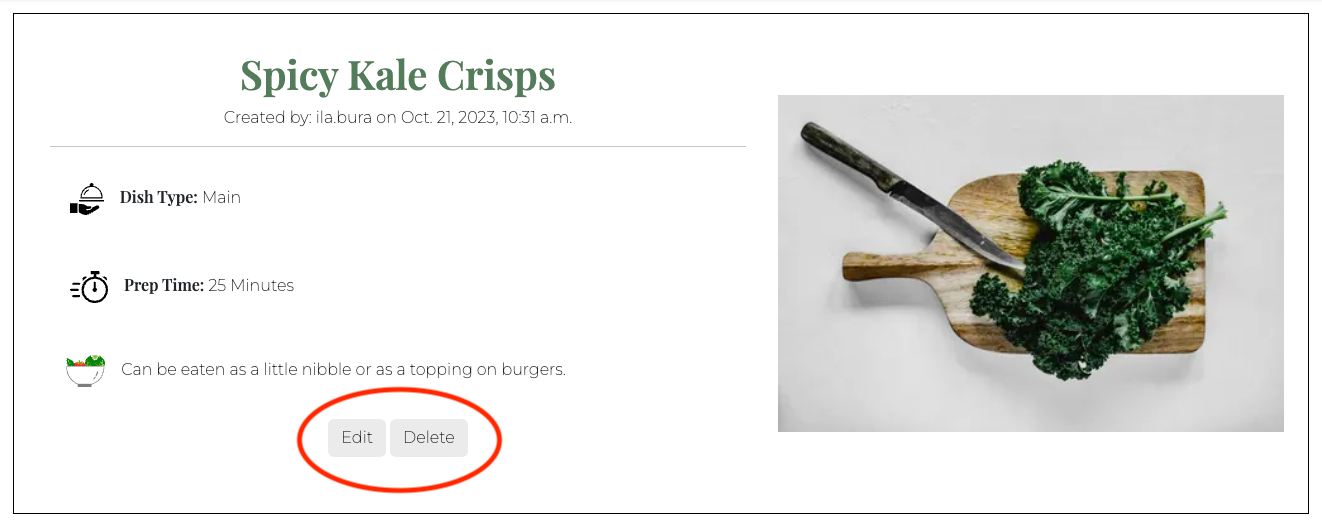 Spicy Kale Crisps
Created by: ila.bura on Oct. 21, 2023, 10:31 a.m.
Dish Type: Main
Prep Time: 25 Minutes
Can be eaten as a little nibble or as a topping on burgers.
Edit Delete